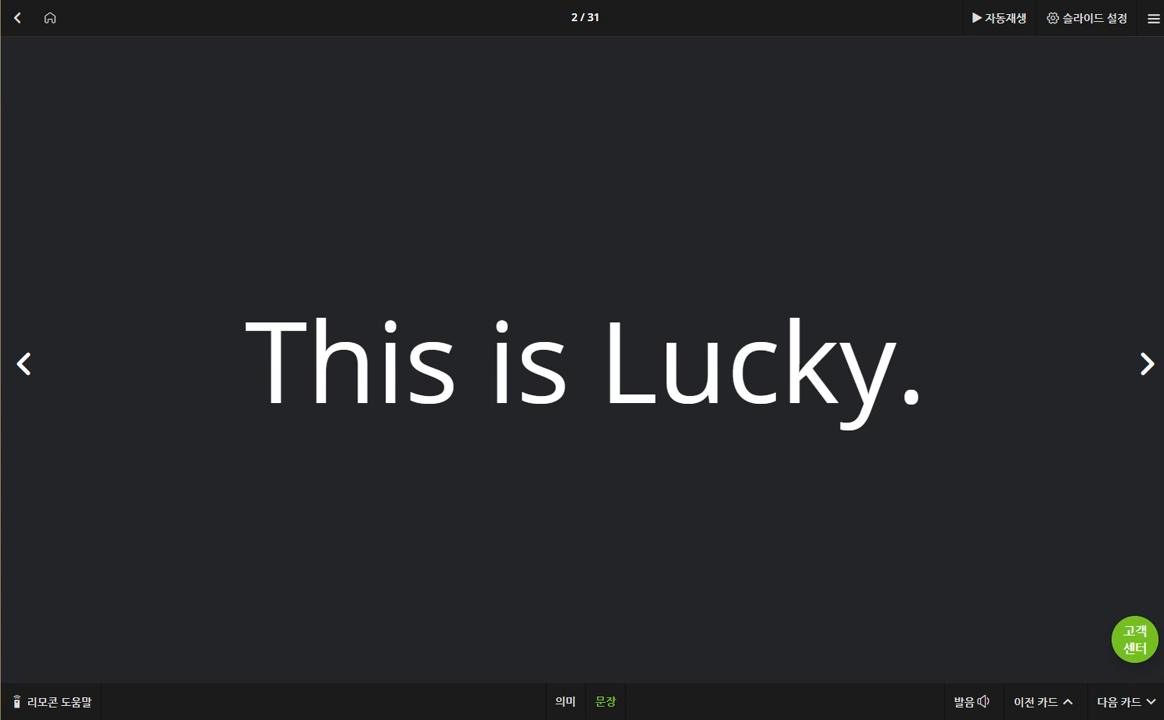 2 / 31
자동재생
슬라이드 설정
This is Lucky.
고객
센터
리모콘 도움말
의미
문장
발음
이전 카드
다음 카드